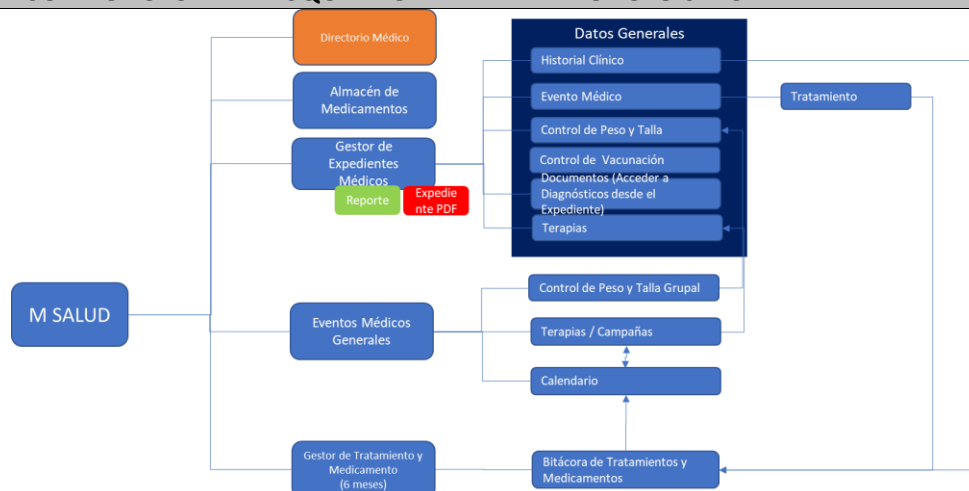 Directorio Médico
Almacén de
Medicamentos
Gestor de
Expedientes
Médicos
Reporte
Expedie
nte PDF
Datos Generales
Historial Clínico
Evento Médico
Tratamiento
Control de Peso y Talla
Control de Vacunación
Documentos (Acceder a
Diagnósticos desde el
Expediente)
Terapias
M SALUD
Eventos Médicos
Generales
Control de Peso y Talla Grupal
Terapias / Campañas
Calendario
Gestor de Tratamiento y
Medicamento
(6 meses)
Bitácora de Tratamientos y
Medicamentos